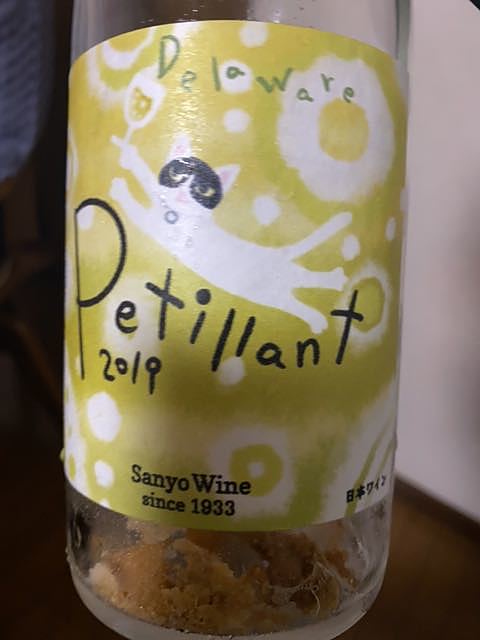 Delaware
Petillant
2019
Sanyo Wine
since 1933
日本ワイン